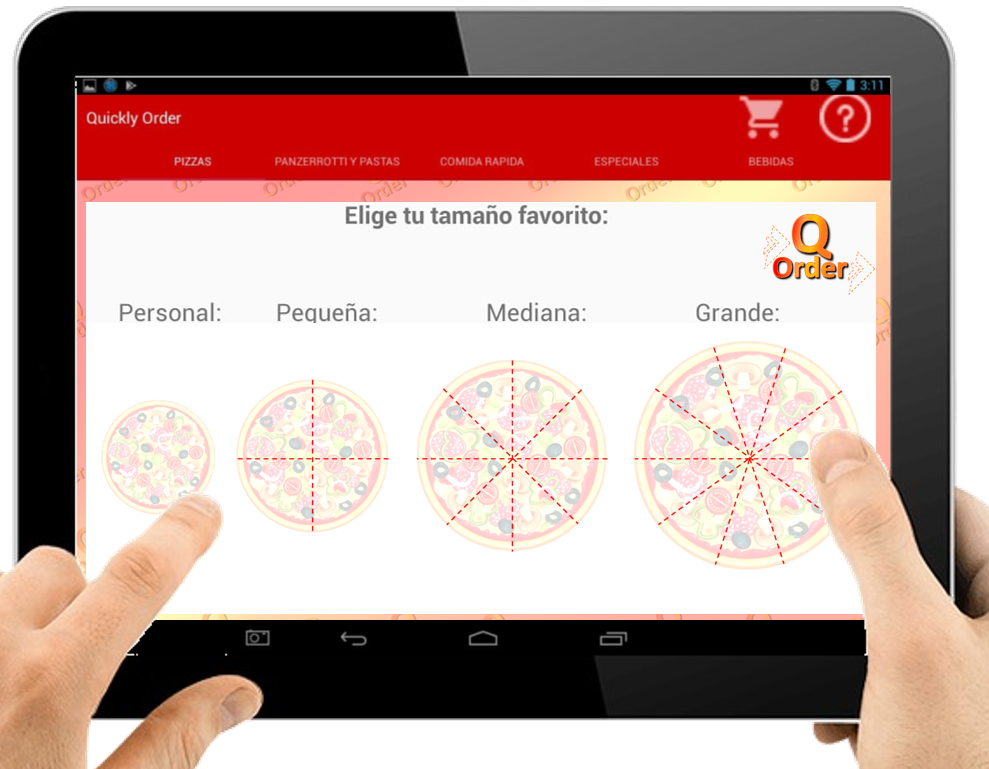 3:11
Quickly Order
?
PIZZAS PANZERROTTI Y PASTAS COMIDA RAPIDA ESPECIALES BEBIDAS
Elige tu tamaño favorito:
Q
Order
Personal: Pequeña: Mediana: Grande: